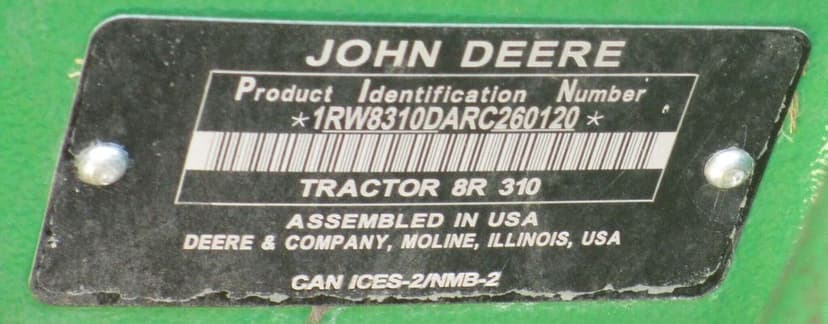 JOHN DEERE
Product Identification Number
*1RW8310DARC260120*
TRACTOR 8R 310
ASSEMBLED IN USA
DEERE & COMPANY, MOLINE, ILLINOIS, USA
CAN ICES-2/NMB-2